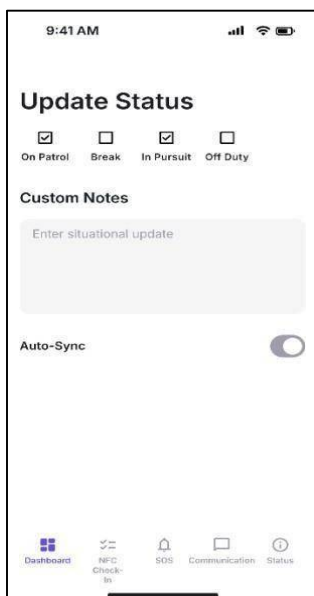 9:41 AM
Update Status
On Patrol Break In Pursuit Off Duty
Custom Notes
Enter situational update
Auto-Sync
Dashboard NFC Check-In SOS Communication Status